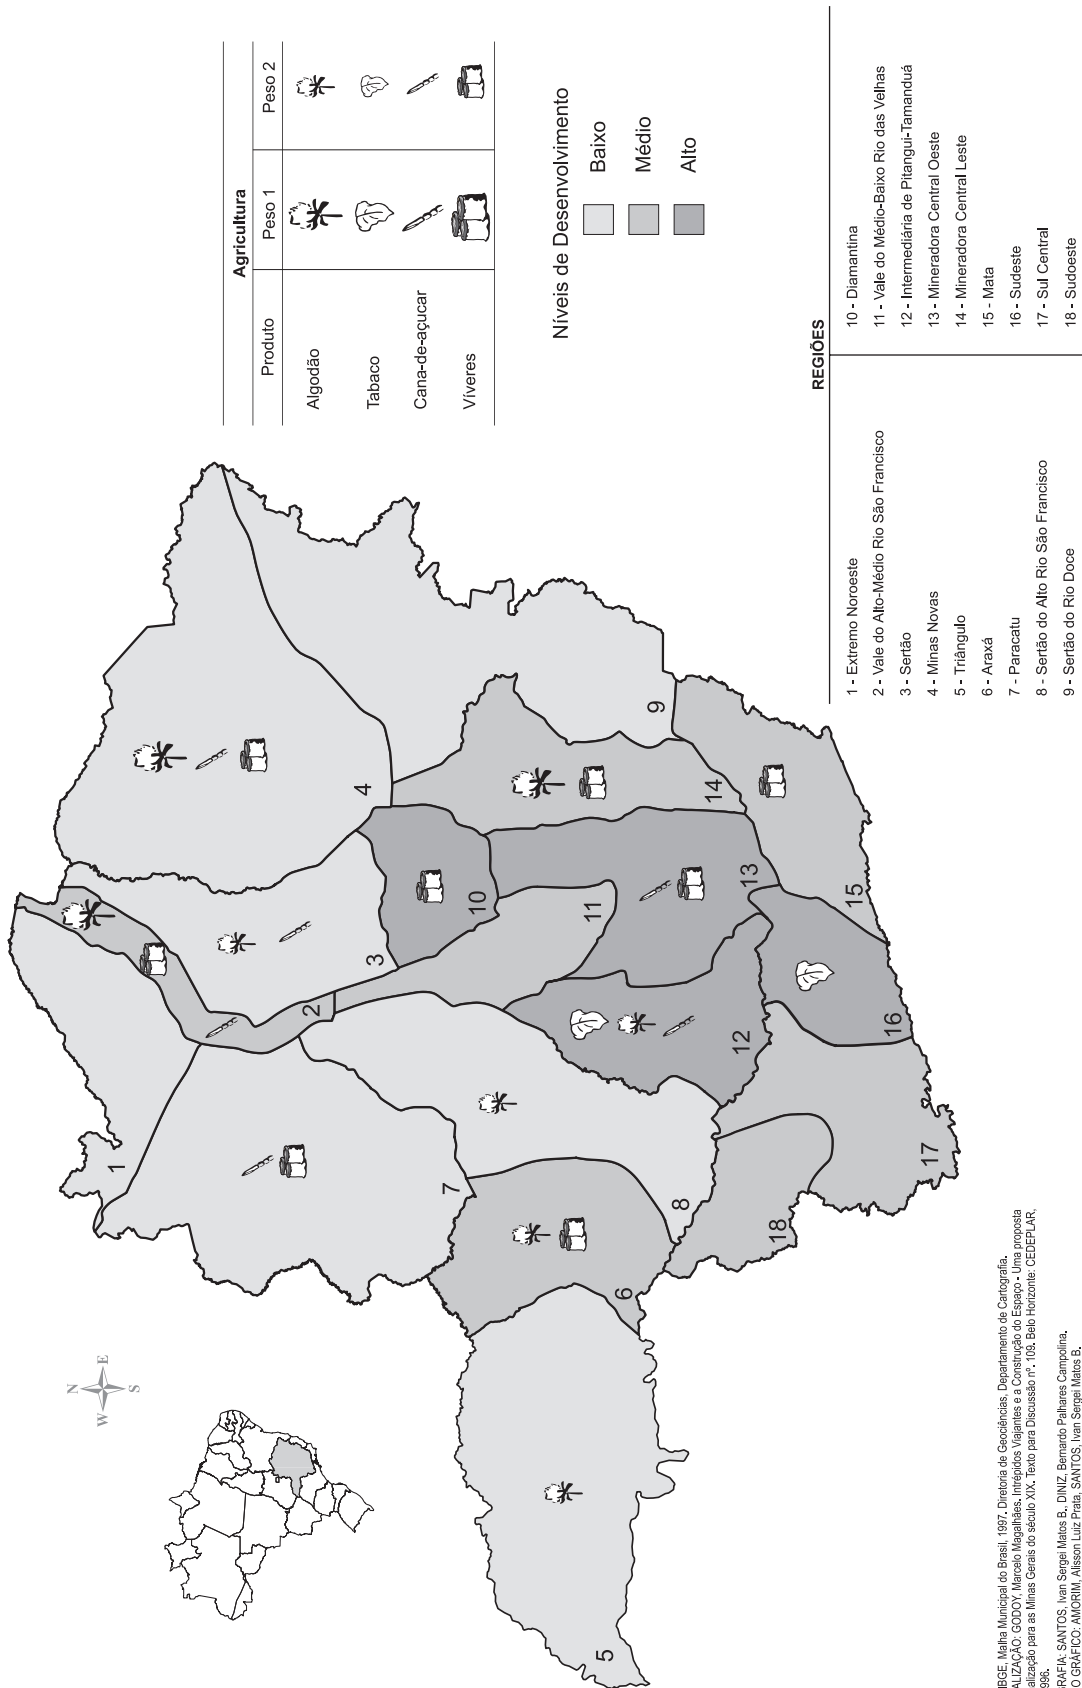 Agricultura
Produto Peso 1 Peso 2
Algodão
Tabaco
Cana-de-açucar
Víveres
Níveis de Desenvolvimento
Baixo
Médio
Alto
N
W E
S
1
2
3
4
5
6
7
8
9
10
11
12
13
14
15
16
17
18
REGIÕES
1 - Extremo Noroeste
2 - Vale do Alto-Médio Rio São Francisco
3 - Sertão
4 - Minas Novas
5 - Triângulo
6 - Araxá
7 - Paracatu
8 - Sertão do Alto Rio São Francisco
9 - Sertão do Rio Doce
10 - Diamantina
11 - Vale do Médio-Baixo Rio das Velhas
12 - Intermediária de Pitangui-Tamanduá
13 - Mineradora Central Oeste
14 - Mineradora Central Leste
15 - Mata
16 - Sudeste
17 - Sul Central
18 - Sudoeste
IBGE, Malha Municipal do Brasil, 1997. Diretoria de Geociências, Departamento de Cartografia.
ALIZAÇÃO: GODOY, Marcelo Magalhães. Intrépidos Viajantes e a Construção do Espaço - Uma proposta
alização para as Minas Gerais do século XIX. Texto para Discussão nº. 109. Belo Horizonte: CEDEPLAR,
996.
RAFIA: SANTOS, Ivan Sergei Matos B., DINIZ, Bernardo Palhares Campolina.
O GRÁFICO: AMORIM, Alisson Luiz Prata, SANTOS, Ivan Sergei Matos B.